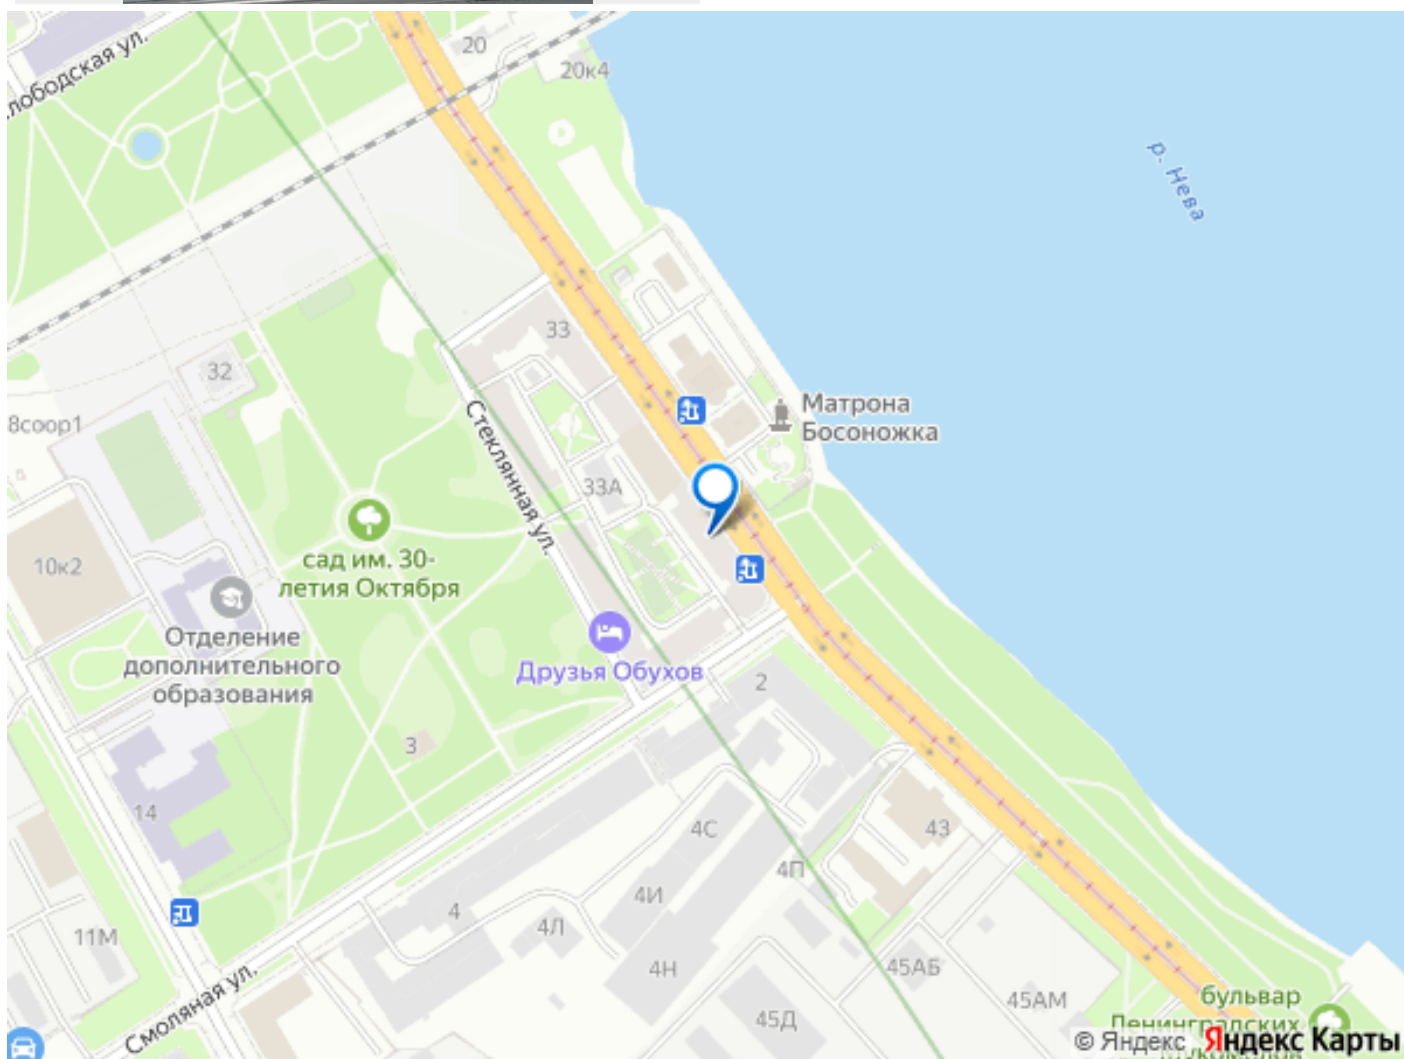 20
20к4
лободская ул.
р. Нева
33
32
8соор1
Стеклянная ул.
Матрона
Босоножка
33А
10к2
сад им. 30-
летия Октября
Отделение
дополнительного
образования
Друзья Обухов
2
3
14
4С
43
4П
4И
4
4Л
11М
4Н
45АБ
45АМ
45Д
Смоляная ул.
бульвар
Ленинградских
© Яндекс
Яндекс Карты